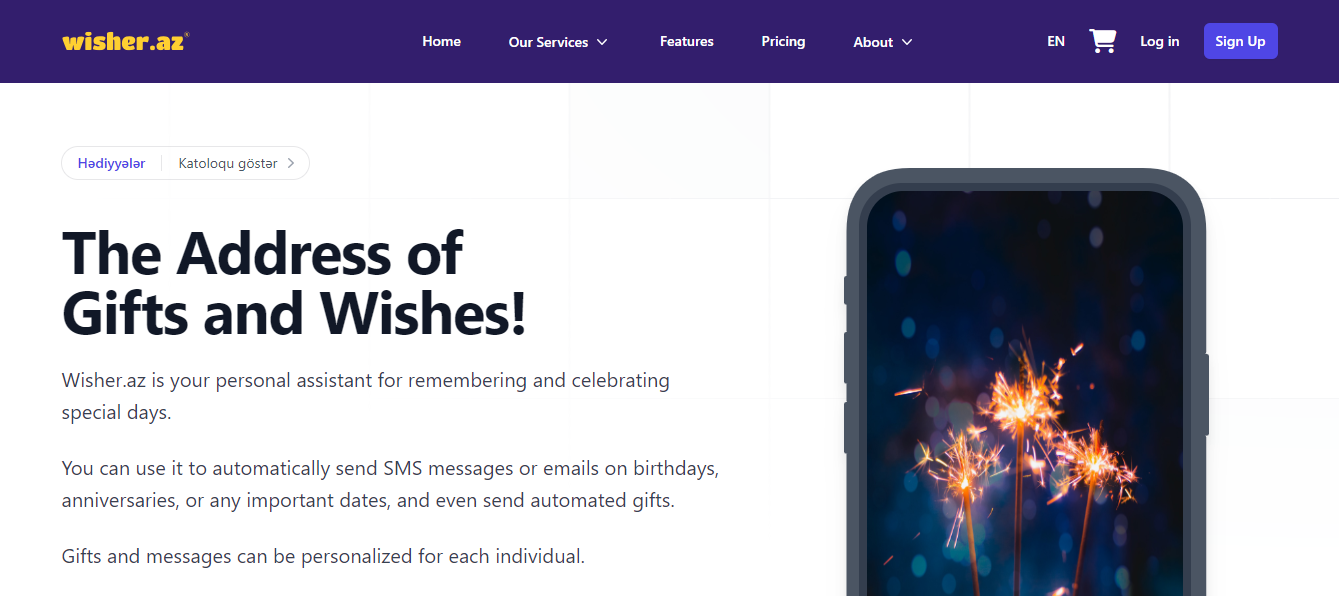 wisher.az®
Home
Our Services
Features
Pricing
About
EN
Log in
Sign Up
Hədiyyələr
Katoloqu göstər
The Address of
Gifts and Wishes!
Wisher.az is your personal assistant for remembering and celebrating
special days.
You can use it to automatically send SMS messages or emails on birthdays,
anniversaries, or any important dates, and even send automated gifts.
Gifts and messages can be personalized for each individual.